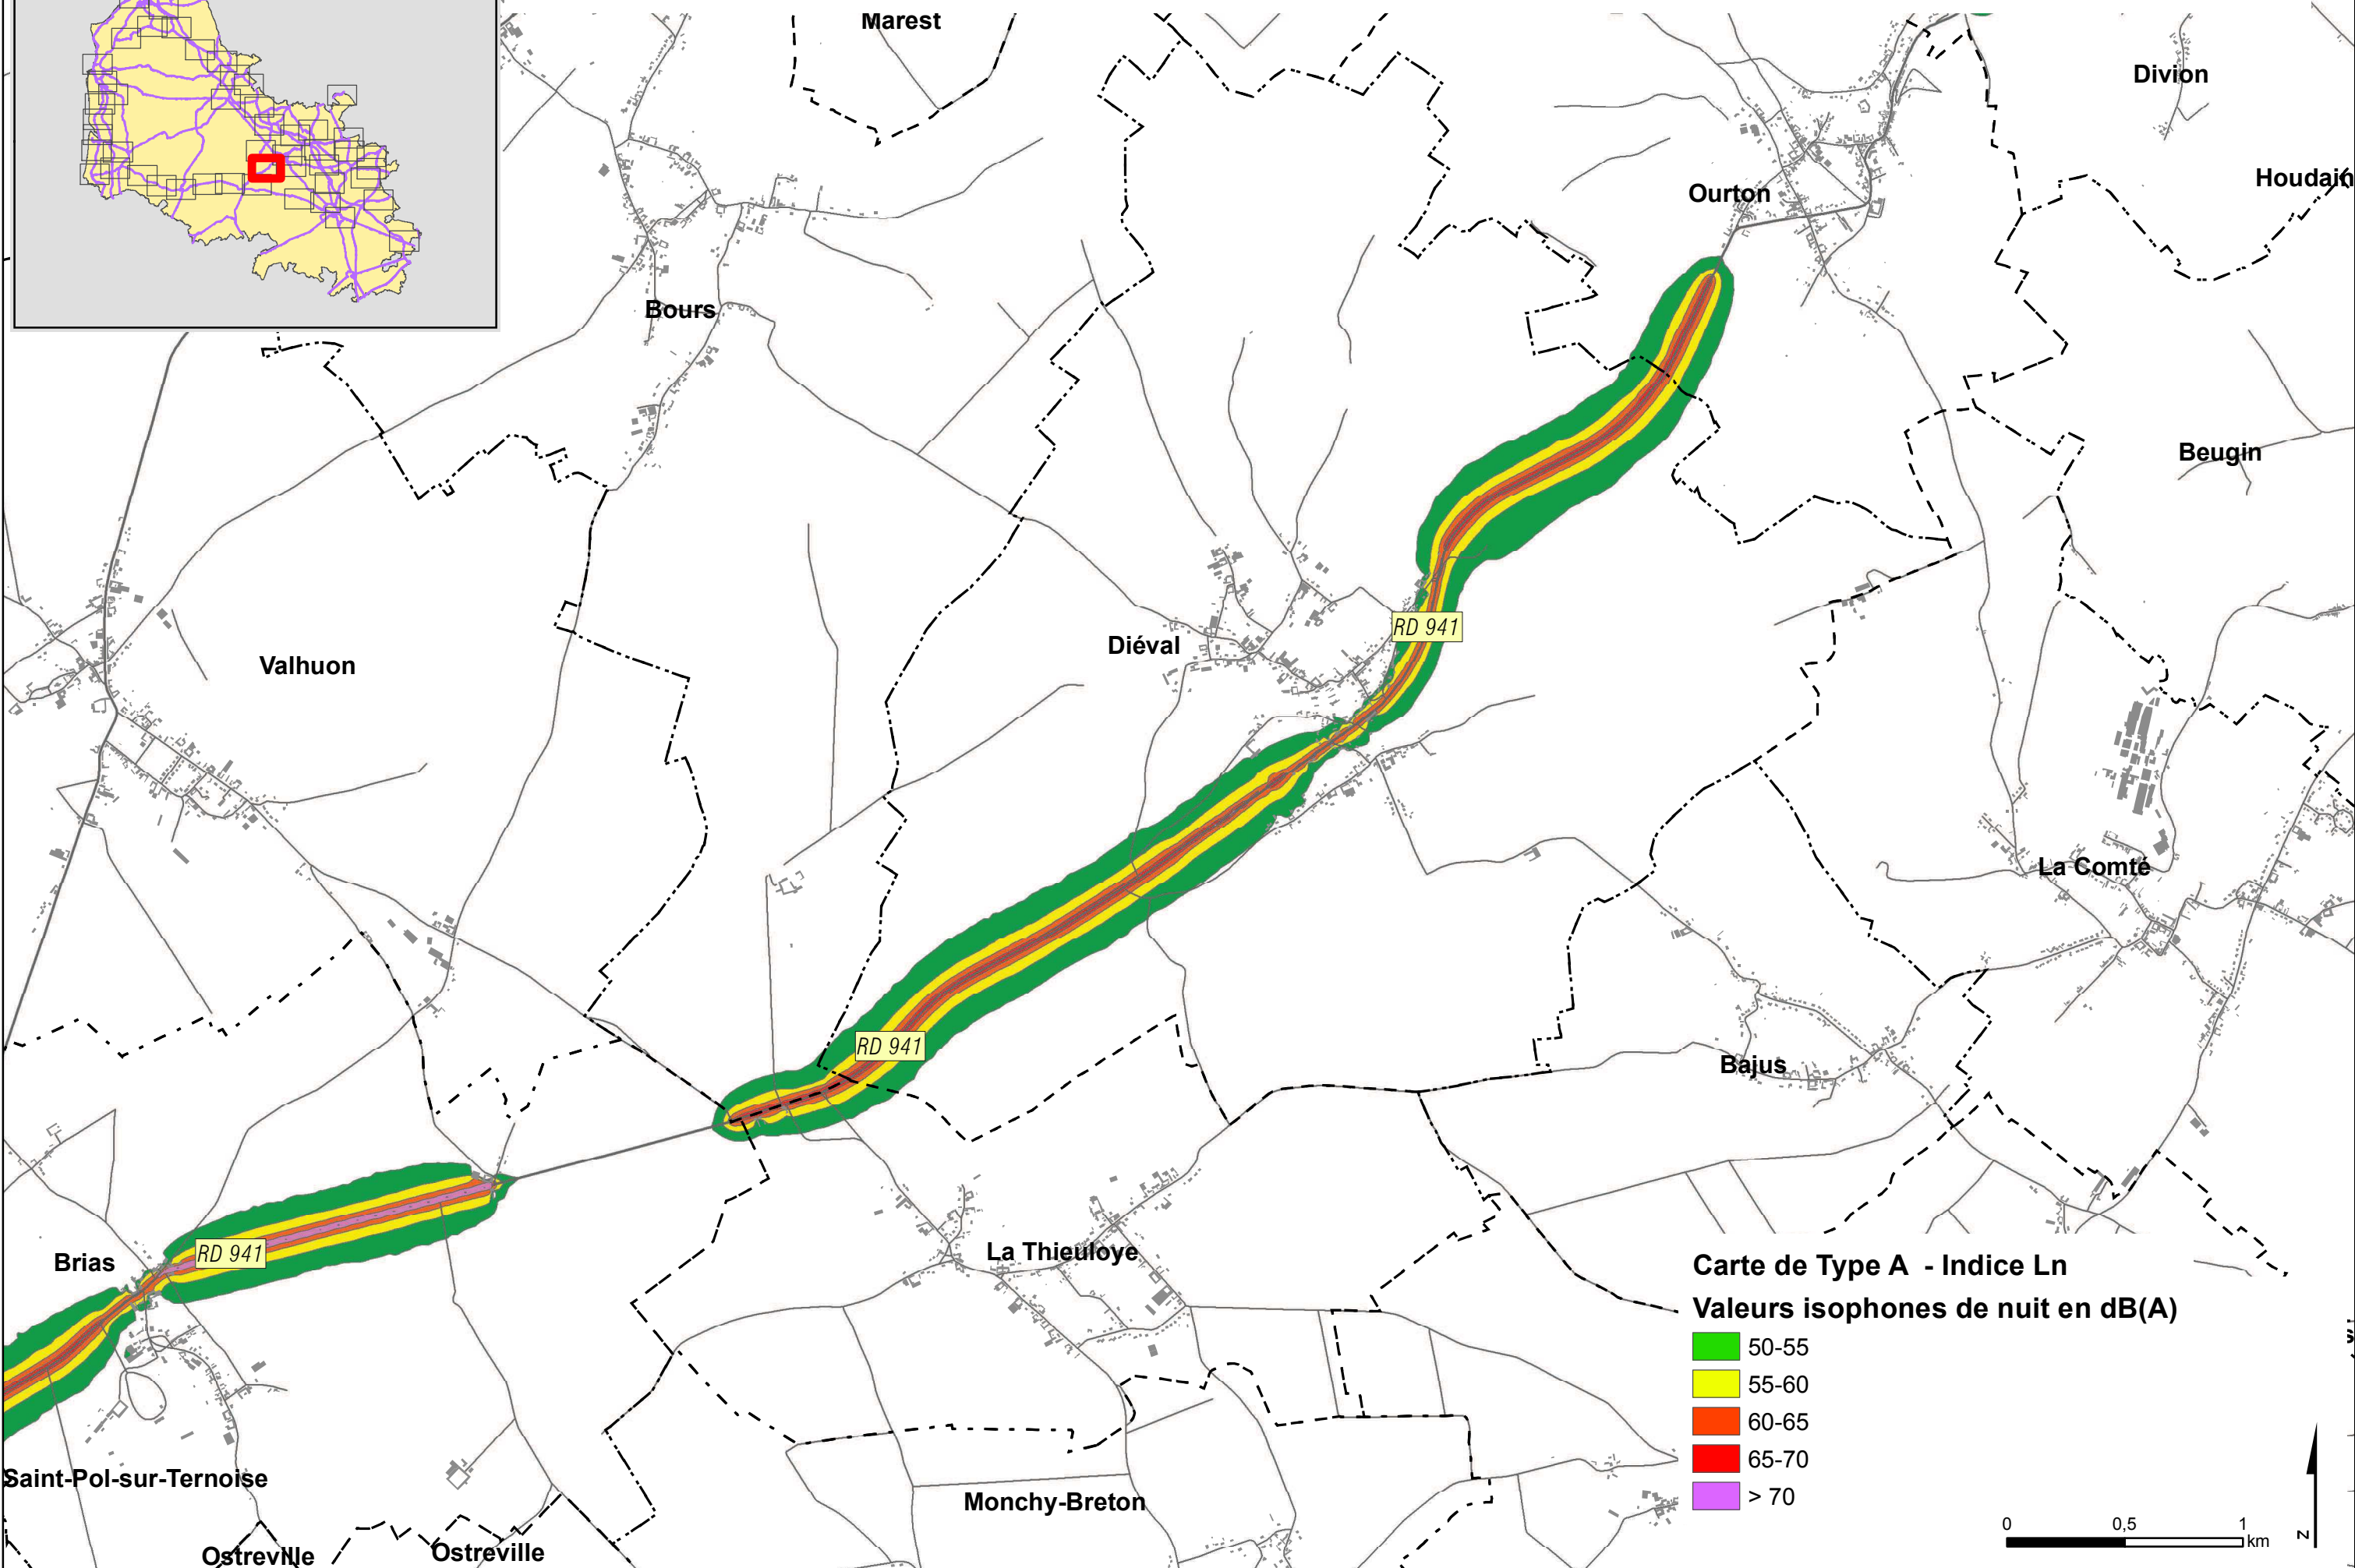 Marest
Divion
Houdain
Ourton
Bours
Beugin
RD 941
Diéval
Valhuon
La Comté
RD 941
Bajus
La Thieuloye
RD 941
Brias
Carte de Type A - Indice Ln
Valeurs isophones de nuit en dB(A)
50-55
55-60
60-65
65-70
> 70
Saint-Pol-sur-Ternoise
Monchy-Breton
Ostreville
Ostreville
0 0,5 1
km
N